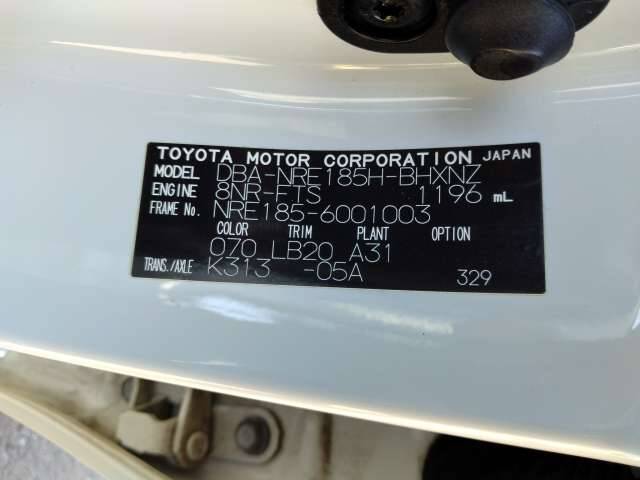 TOYOTA MOTOR CORPORATION JAPAN
MODEL DBA-NRE185H-BHXNZ
ENGINE 8NR-FTS 1196 mL
FRAME No. NRE185-6001003
COLOR TRIM PLANT OPTION
070 LB20 A31
TRANS./AXLE K313 -05A 329